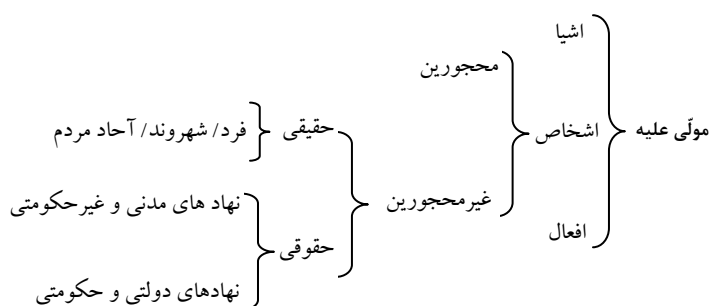 مولّی علیه
اشیا
اشخاص
افعال
محجورین
غیرمحجورین
حقیقی
حقوقی
فرد/ شهروند/ آحاد مردم
نهاد های مدنی و غیرحکومتی
نهادهای دولتی و حکومتی